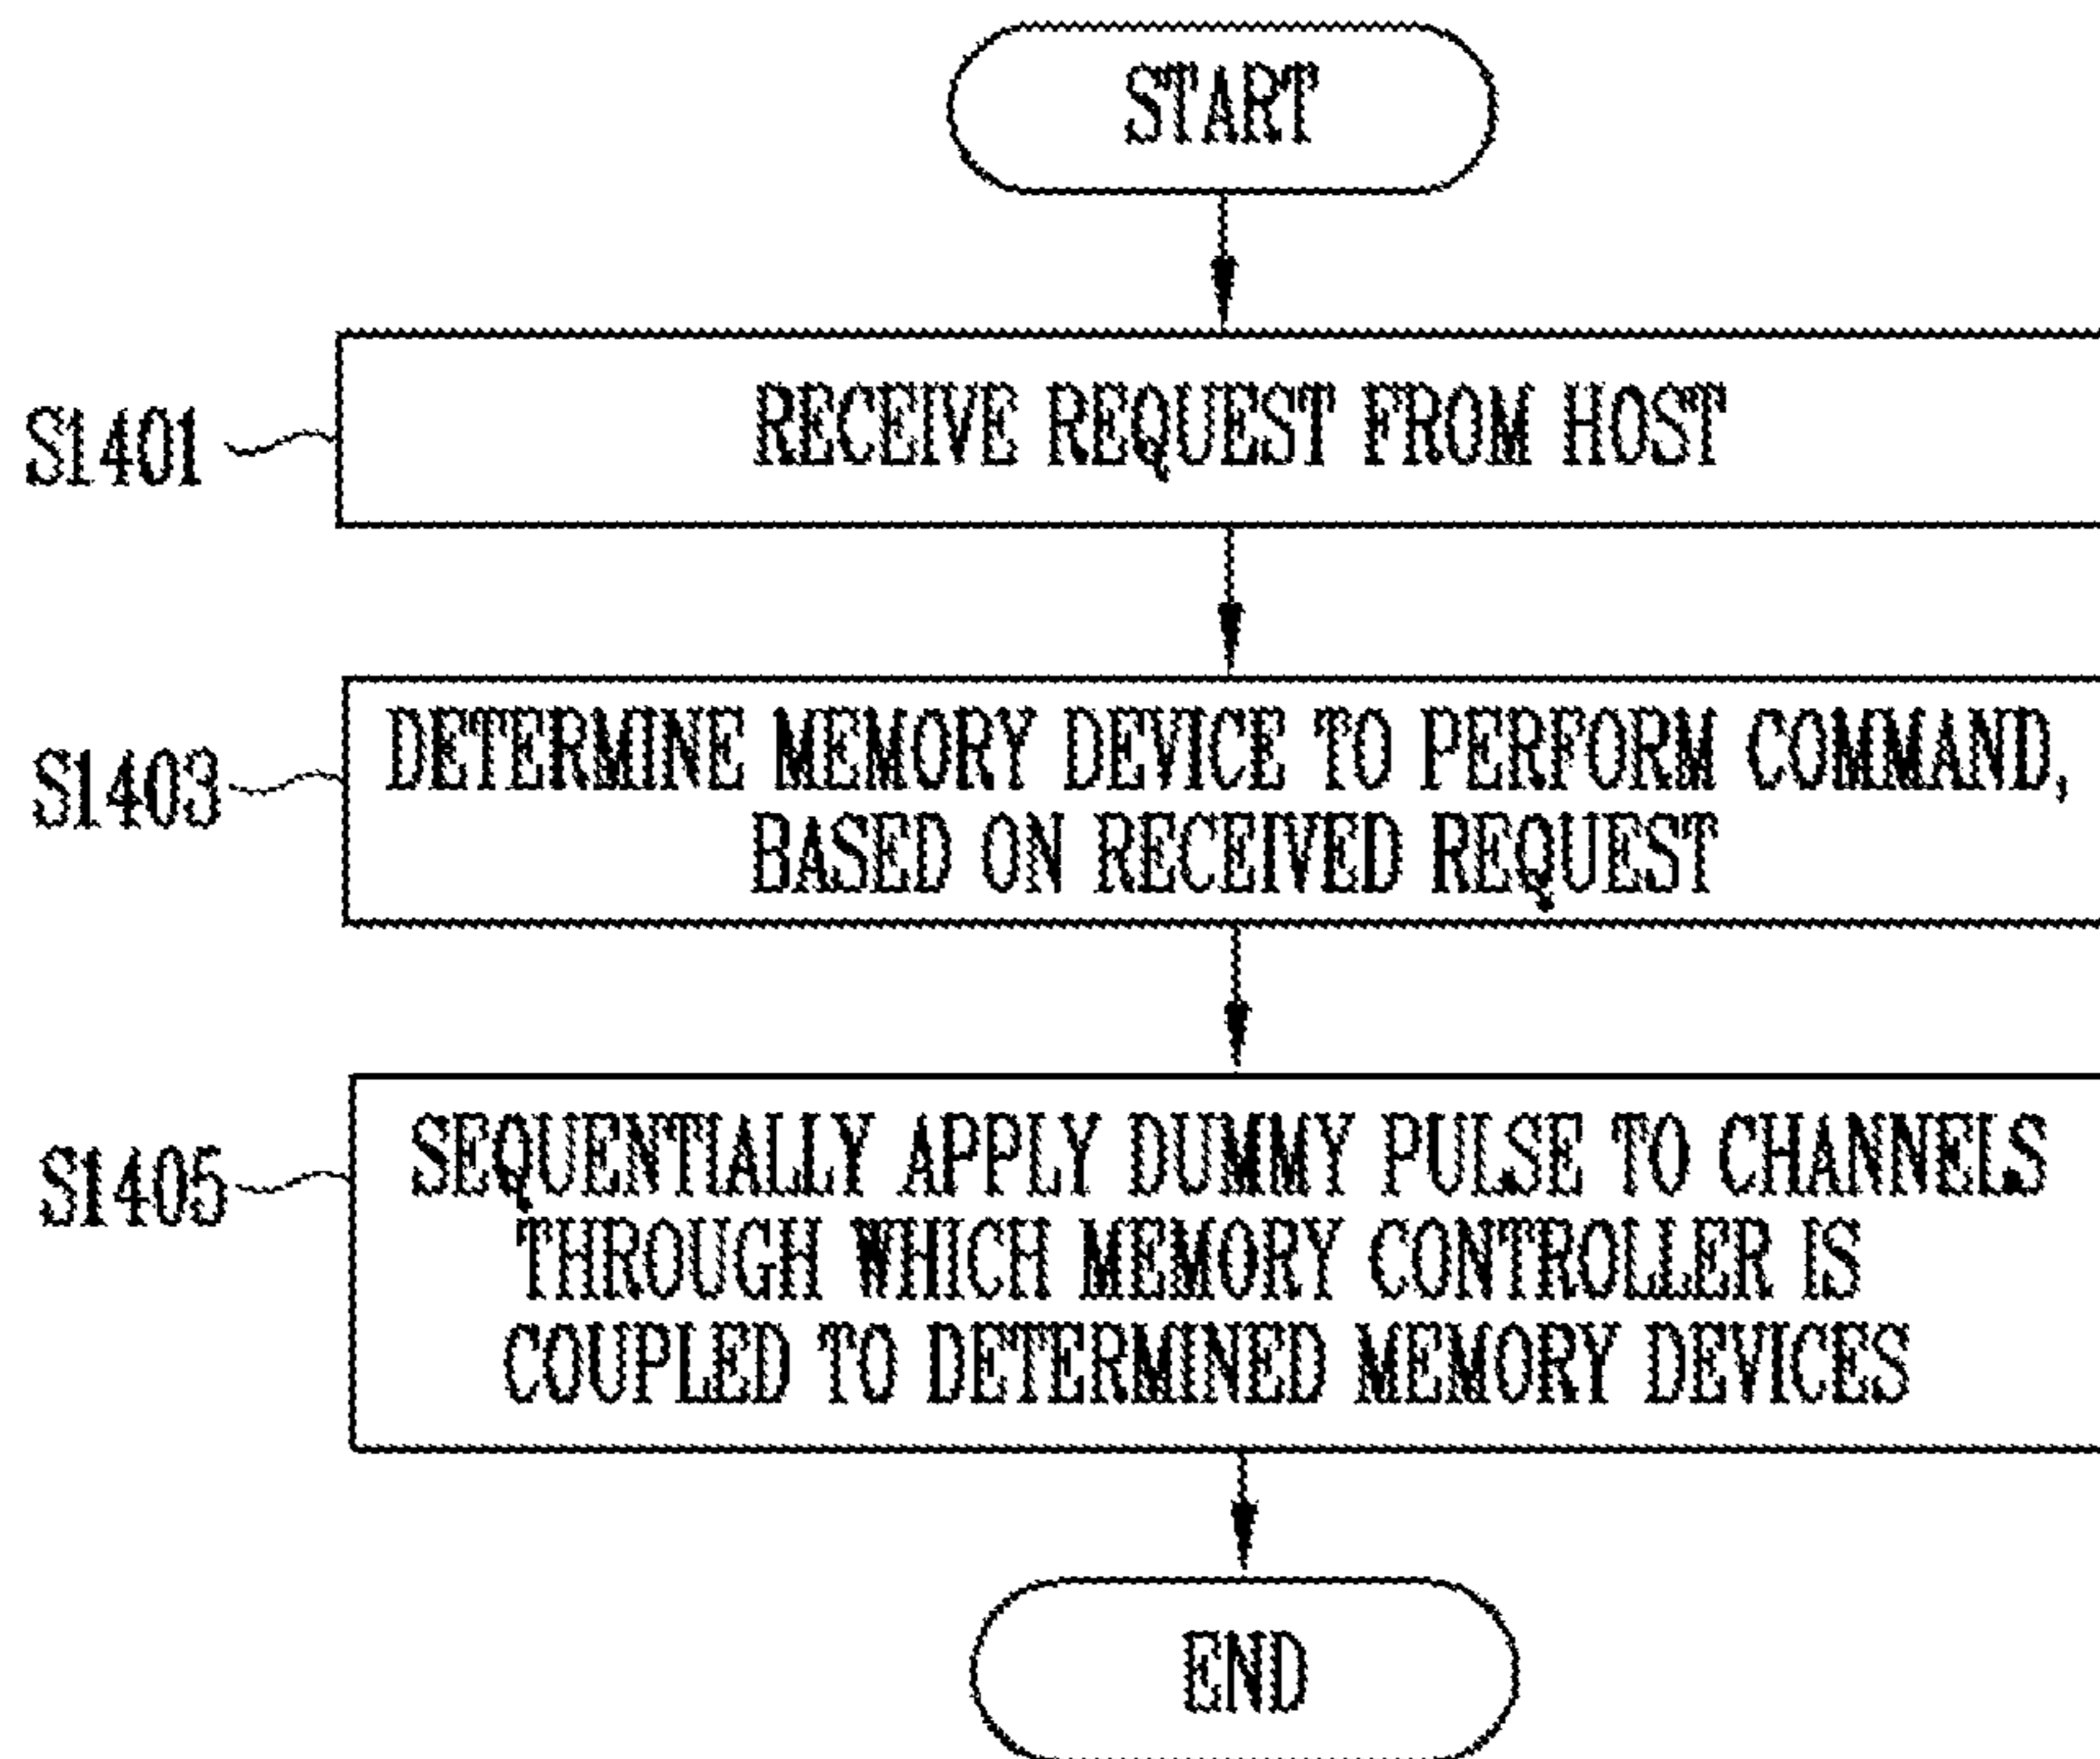 START
S1401
RECEIVE REQUEST FROM HOST
S1403
DETERMINE MEMORY DEVICE TO PERFORM COMMAND,
BASED ON RECEIVED REQUEST
S1405
SEQUENTIALLY APPLY DUMMY PULSE TO CHANNELS
THROUGH WHICH MEMORY CONTROLLER IS
COUPLED TO DETERMINED MEMORY DEVICES
END